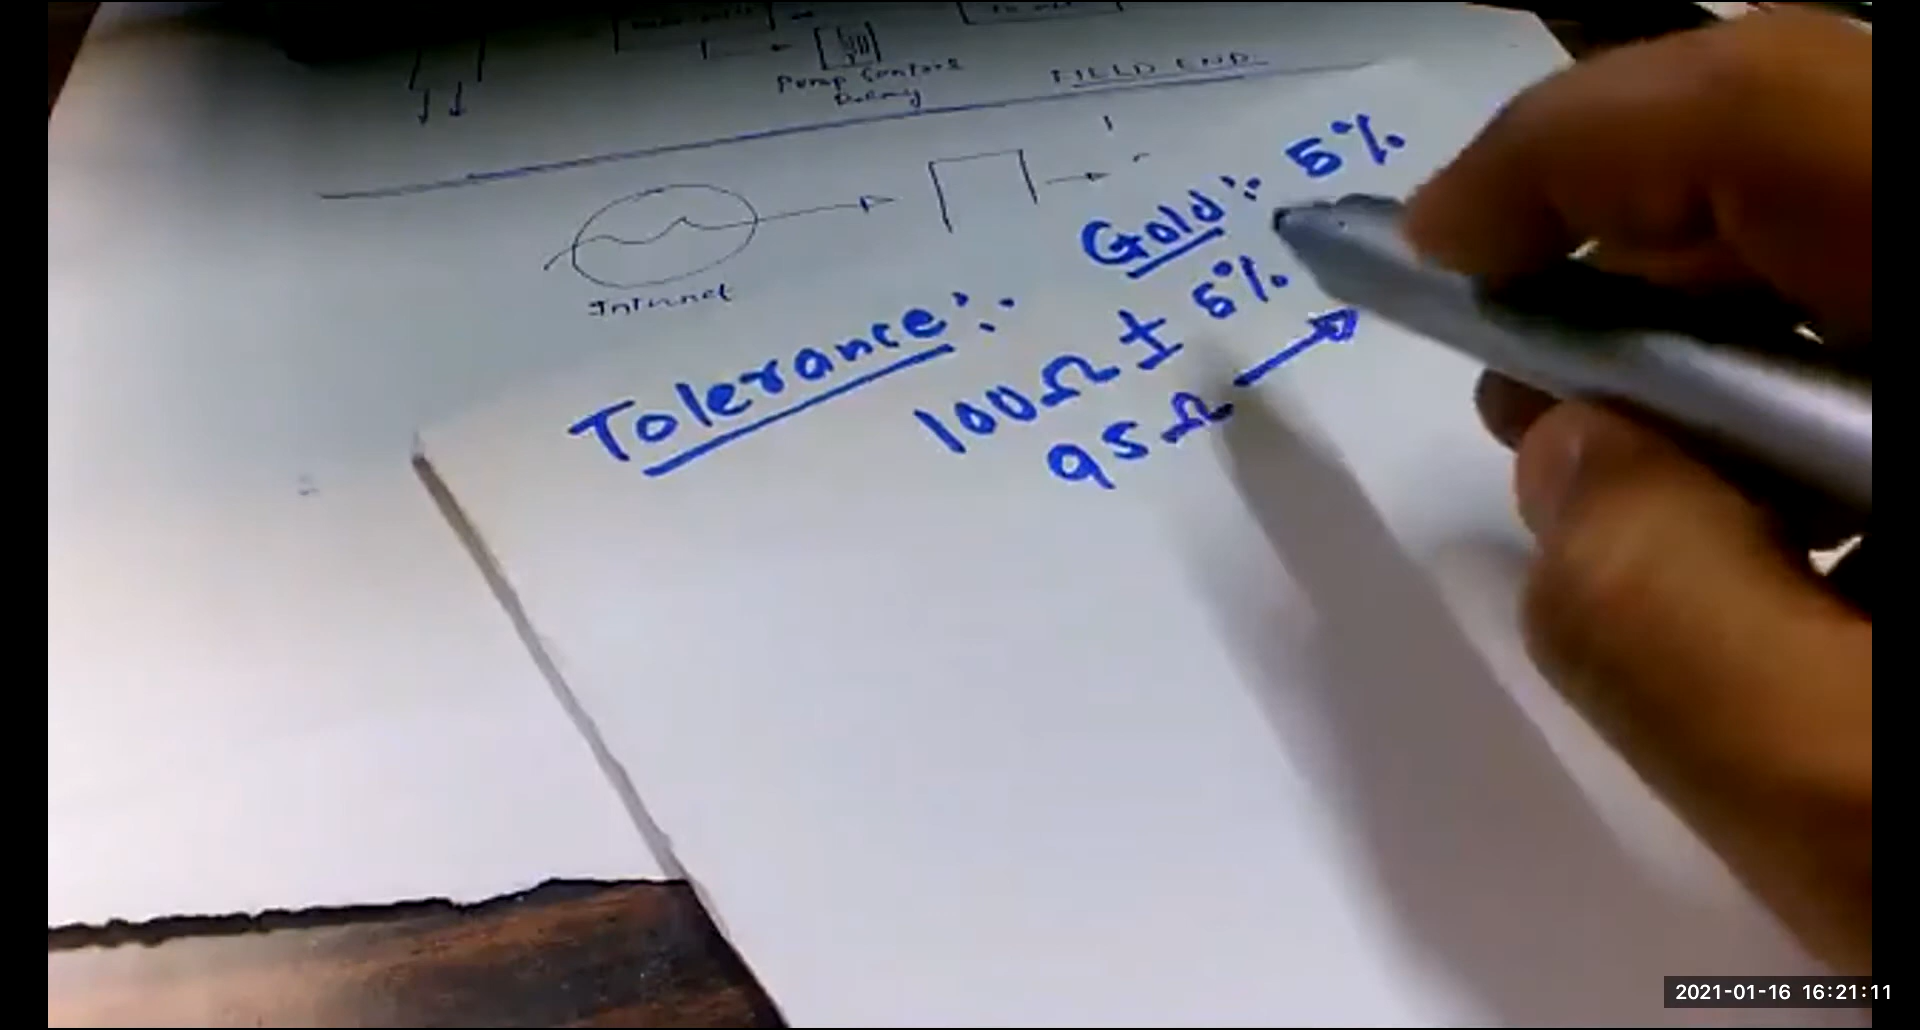 Pump Control
Relay
FIELD END
Internet
Gold :- 5%
Tolerance :-
100Ω ± 5%
95Ω →
2021-01-16 16:21:11